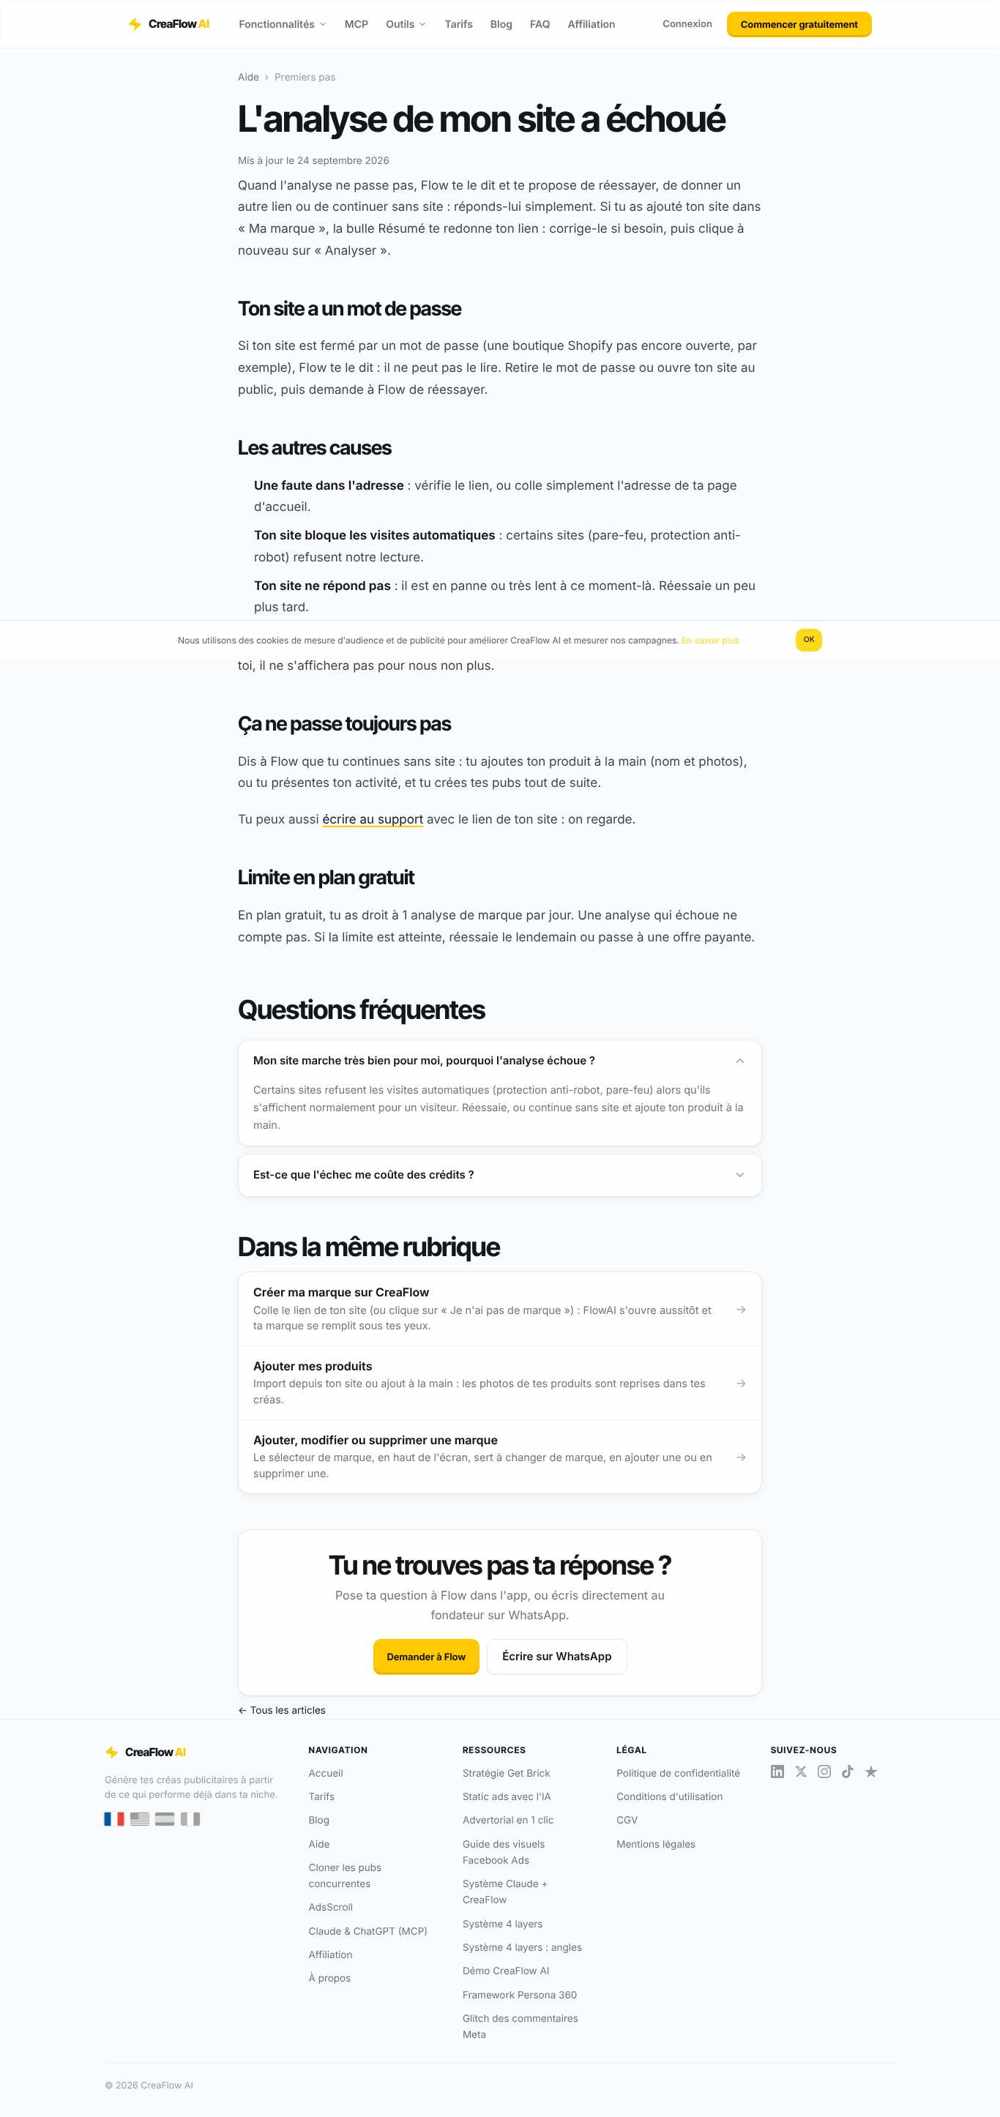 CreaFlow AI
Fonctionnalités
MCP
Outils
Tarifs
Blog
FAQ
Affiliation
Connexion
Commencer gratuitement
Aide › Premiers pas
L'analyse de mon site a échoué
Mis à jour le 24 septembre 2026
Quand l'analyse ne passe pas, Flow te le dit et te propose de réessayer, de donner un
autre lien ou de continuer sans site : réponds-lui simplement. Si tu as ajouté ton site dans
« Ma marque », la bulle Résumé te redonne ton lien : corrige-le si besoin, puis clique à
nouveau sur « Analyser ».
Ton site a un mot de passe
Si ton site est fermé par un mot de passe (une boutique Shopify pas encore ouverte, par
exemple), Flow te le dit : il ne peut pas le lire. Retire le mot de passe ou ouvre ton site au
public, puis demande à Flow de réessayer.
Les autres causes
Une faute dans l'adresse : vérifie le lien, ou colle simplement l'adresse de ta page
d'accueil.
Ton site bloque les visites automatiques : certains sites (pare-feu, protection anti-
robot) refusent notre lecture.
Ton site ne répond pas : il est en panne ou très lent à ce moment-là. Réessaie un peu
plus tard.
Nous utilisons des cookies de mesure d'audience et de publicité pour améliorer CreaFlow AI et mesurer nos campagnes. En savoir plus
OK
toi, il ne s'affichera pas pour nous non plus.
Ça ne passe toujours pas
Dis à Flow que tu continues sans site : tu ajoutes ton produit à la main (nom et photos),
ou tu présentes ton activité, et tu crées tes pubs tout de suite.
Tu peux aussi écrire au support avec le lien de ton site : on regarde.
Limite en plan gratuit
En plan gratuit, tu as droit à 1 analyse de marque par jour. Une analyse qui échoue ne
compte pas. Si la limite est atteinte, réessaie le lendemain ou passe à une offre payante.
Questions fréquentes
Mon site marche très bien pour moi, pourquoi l'analyse échoue ?
Certains sites refusent les visites automatiques (protection anti-robot, pare-feu) alors qu'ils
s'affichent normalement pour un visiteur. Réessaie, ou continue sans site et ajoute ton produit à la
main.
Est-ce que l'échec me coûte des crédits ?
Dans la même rubrique
Créer ma marque sur CreaFlow
Colle le lien de ton site (ou clique sur « Je n'ai pas de marque ») : FlowAI s'ouvre aussitôt et
ta marque se remplit sous tes yeux.
Ajouter mes produits
Import depuis ton site ou ajout à la main : les photos de tes produits sont reprises dans tes
créas.
Ajouter, modifier ou supprimer une marque
Le sélecteur de marque, en haut de l'écran, sert à changer de marque, en ajouter une ou en
supprimer une.
Tu ne trouves pas ta réponse ?
Pose ta question à Flow dans l'app, ou écris directement au
fondateur sur WhatsApp.
Demander à Flow
Écrire sur WhatsApp
← Tous les articles
CreaFlow AI
Génère tes créas publicitaires à partir
de ce qui performe déjà dans ta niche.
NAVIGATION
Accueil
Tarifs
Blog
Aide
Cloner les pubs
concurrentes
AdsScroll
Claude & ChatGPT (MCP)
Affiliation
À propos
RESSOURCES
Stratégie Get Brick
Static ads avec l'IA
Advertorial en 1 clic
Guide des visuels
Facebook Ads
Système Claude +
CreaFlow
Système 4 layers
Système 4 layers : angles
Démo CreaFlow AI
Framework Persona 360
Glitch des commentaires
Meta
LÉGAL
Politique de confidentialité
Conditions d'utilisation
CGV
Mentions légales
SUIVEZ-NOUS
© 2026 CreaFlow AI